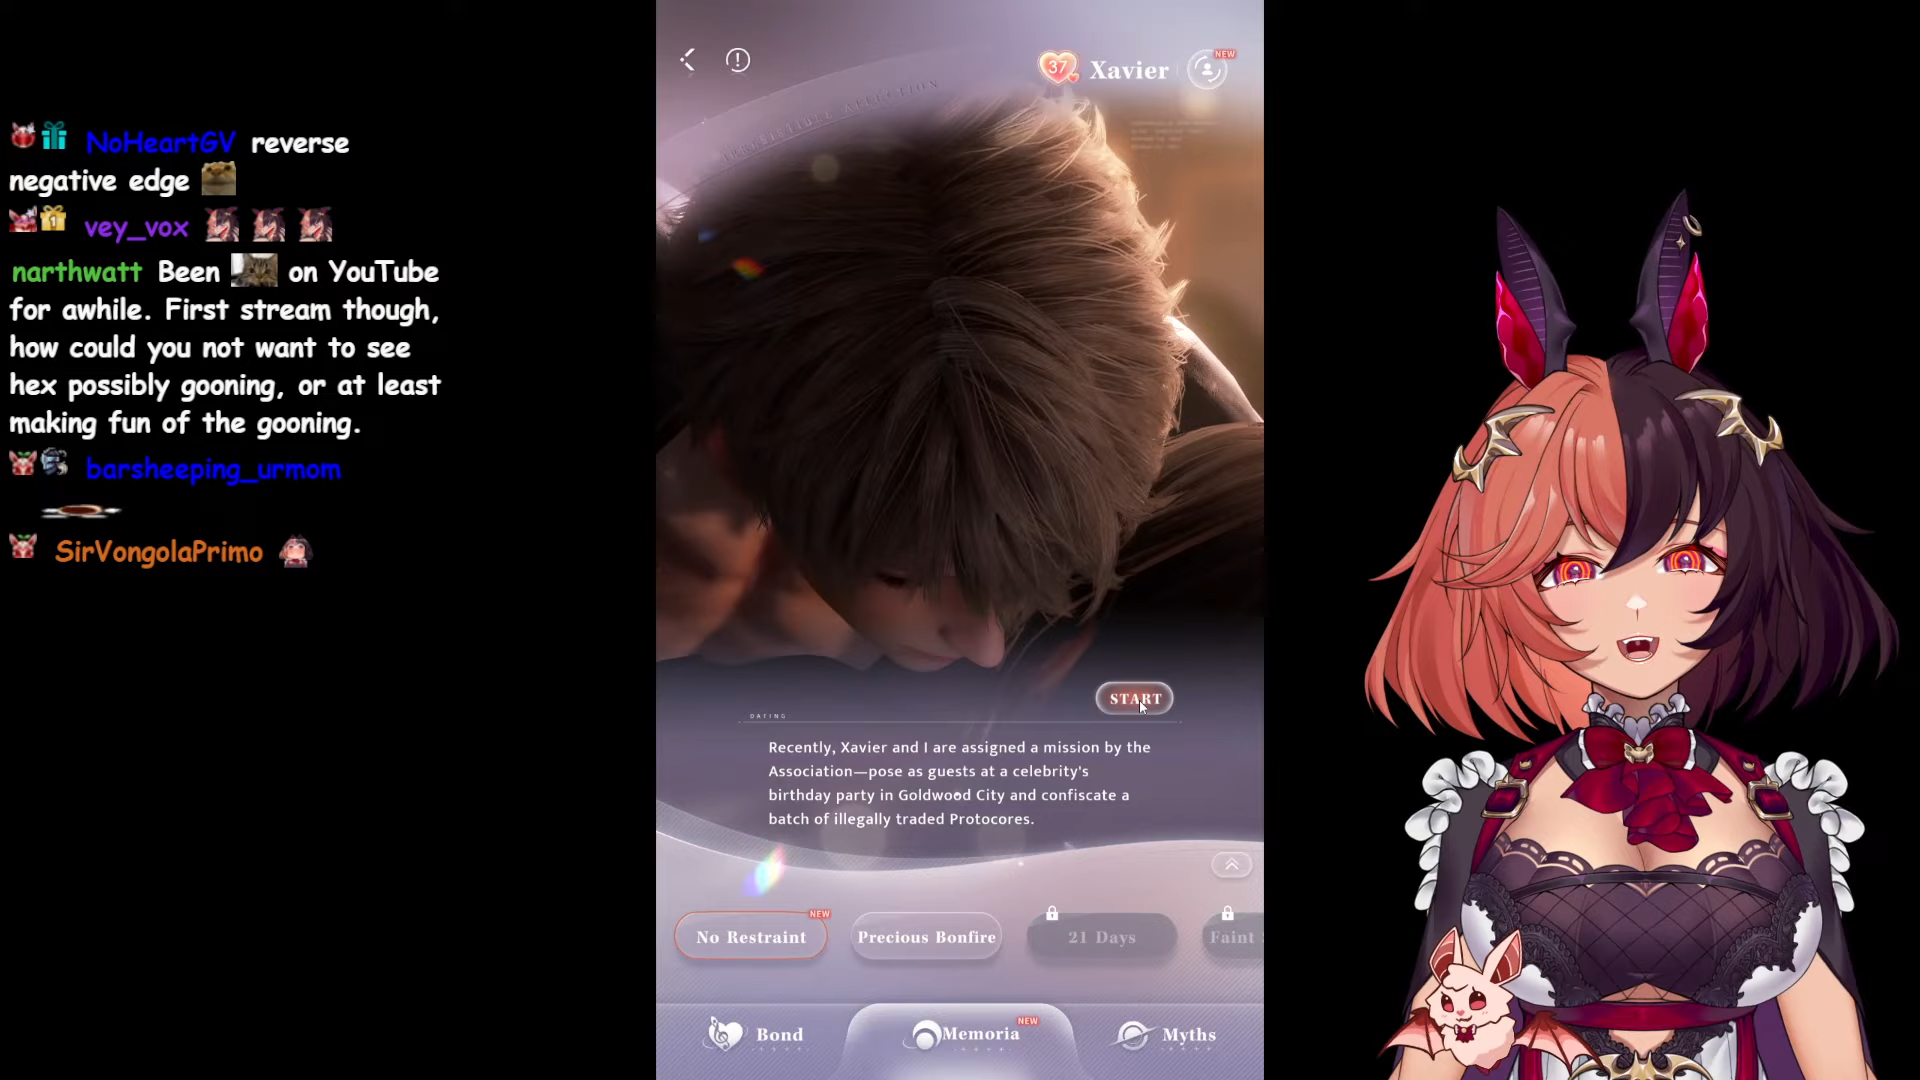 NoHeartGV reverse
negative edge
vey_vox
narthwatt Been on YouTube
for awhile. First stream though,
how could you not want to see
hex possibly gooning, or at least
making fun of the gooning.
barsheeping_urmom
SirVongolaPrimo
37
Xavier
NEW
AFFECTION
START
DATING
Recently, Xavier and I are assigned a mission by the
Association—pose as guests at a celebrity's
birthday party in Goldwood City and confiscate a
batch of illegally traded Protocores.
No Restraint
NEW
Precious Bonfire
21 Days
Faint
Bond
Memoria
NEW
Myths